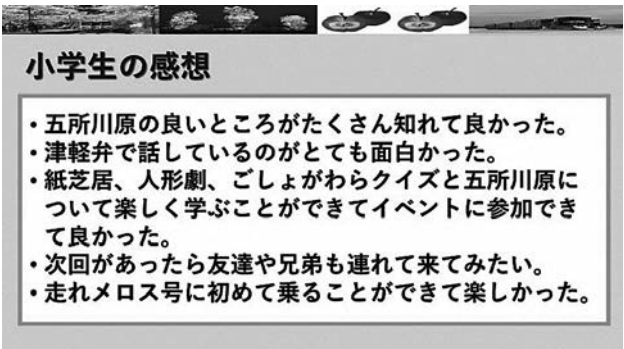 小学生の感想
・五所川原の良いところがたくさん知れて良かった。
・津軽弁で話しているのがとても面白かった。
・紙芝居、人形劇、ごしょがわらクイズと五所川原に
ついて楽しく学ぶことができてイベントに参加でき
て良かった。
・次回があったら友達や兄弟も連れて来てみたい。
・走れメロス号に初めて乗ることができて楽しかった。